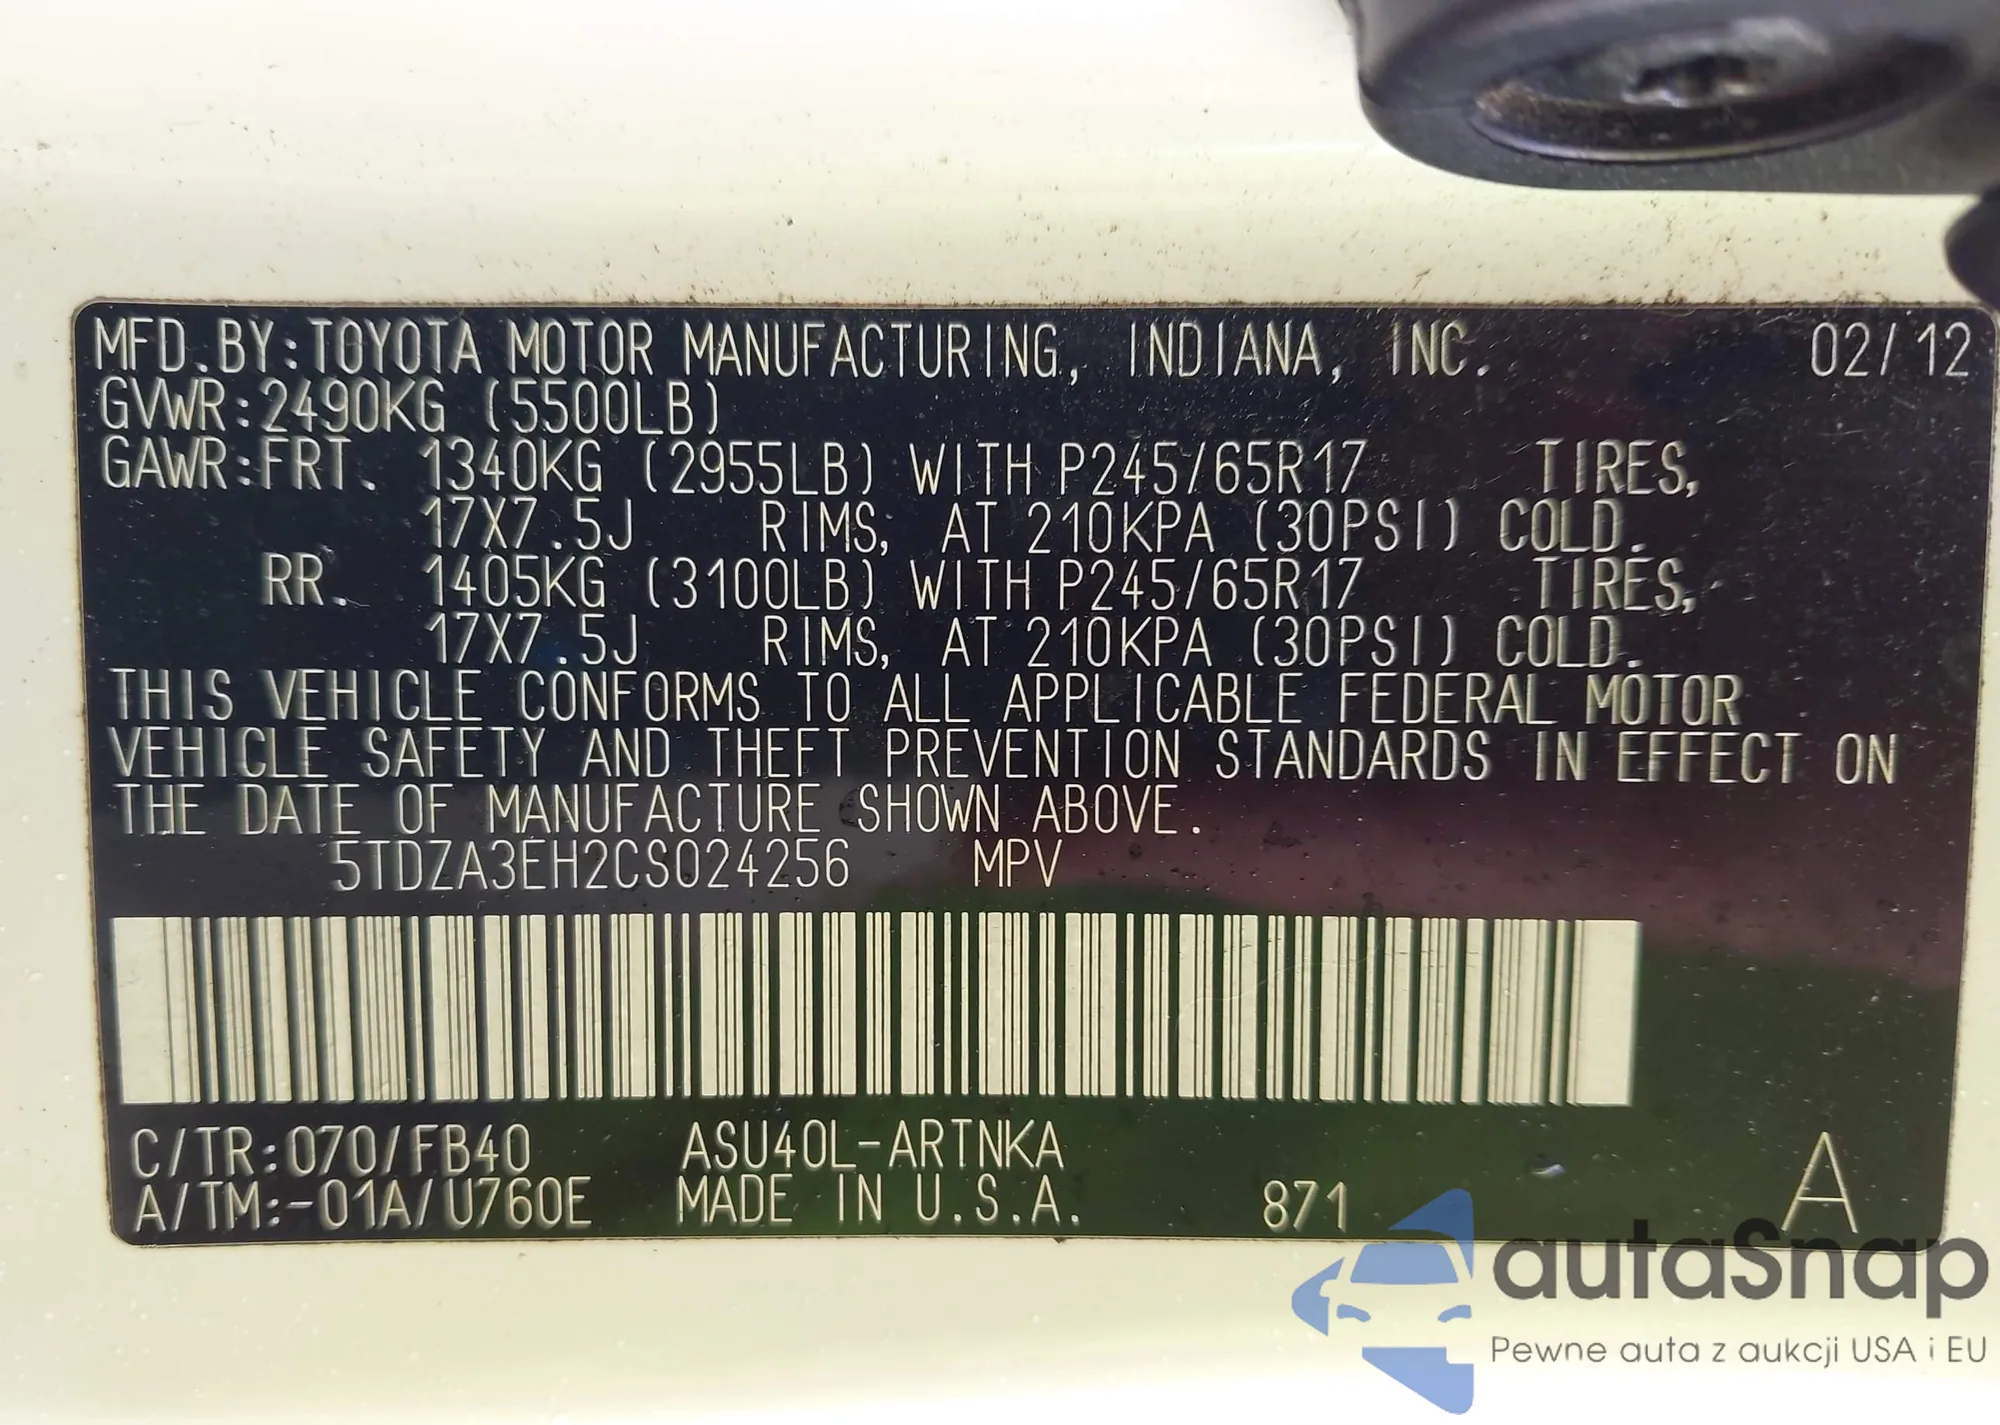 MFD.BY:TOYOTA MOTOR MANUFACTURING, INDIANA, INC. 02/12
GVWR:2490KG (5500LB)
GAWR:FRT. 1340KG (2955LB) WITH P245/65R17 TIRES,
17X7.5J RIMS, AT 210KPA (30PSI) COLD.
RR. 1405KG (3100LB) WITH P245/65R17 TIRES,
17X7.5J RIMS, AT 210KPA (30PSI) COLD.
THIS VEHICLE CONFORMS TO ALL APPLICABLE FEDERAL MOTOR
VEHICLE SAFETY AND THEFT PREVENTION STANDARDS IN EFFECT ON
THE DATE OF MANUFACTURE SHOWN ABOVE.
5TDZA3EH2CS024256 MPV
C/TR:070/FB40 ASU40L-ARTNKA
A/TM:-01A/U760E MADE IN U.S.A. 871 A
autaSnap
Pewne auta z aukcji USA i EU